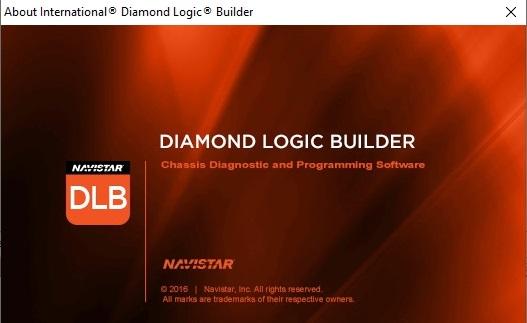 About International® Diamond Logic® Builder
DIAMOND LOGIC BUILDER
Chassis Diagnostic and Programming Software
NAVISTAR
DLB
NAVISTAR
© 2016 | Navistar, Inc. All rights reserved.
All marks are trademarks of their respective owners.